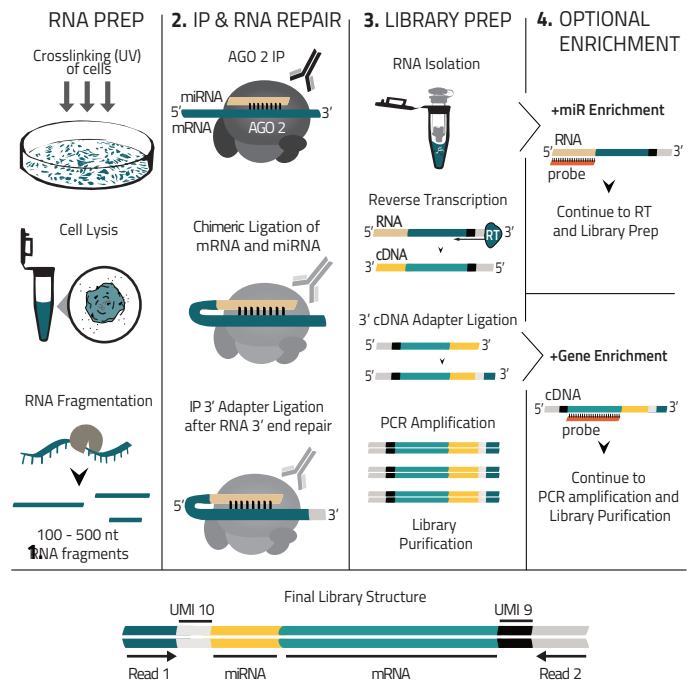 RNA PREP
Crosslinking (UV)
of cells
Cell Lysis
RNA Fragmentation
100 - 500 nt
1.
RNA fragments
2. IP & RNA REPAIR
AGO 2 IP
miRNA
5’
3’
mRNA
AGO 2
Chimeric Ligation of
mRNA and miRNA
IP 3’ Adapter Ligation
after RNA 3’ end repair
5’
3’
3. LIBRARY PREP
RNA Isolation
Reverse Transcription
RNA
5’
RT
3’
cDNA
3’
5’
3’ cDNA Adapter Ligation
5’
3’
5’
3’
PCR Amplification
Library
Purification
4. OPTIONAL
ENRICHMENT
+miR Enrichment
RNA
5’
3’
probe
Continue to RT
and Library Prep
+Gene Enrichment
cDNA
5’
3’
probe
Continue to
PCR amplification and
Library Purification
Final Library Structure
UMI 10
UMI 9
Read 1
miRNA
mRNA
Read 2